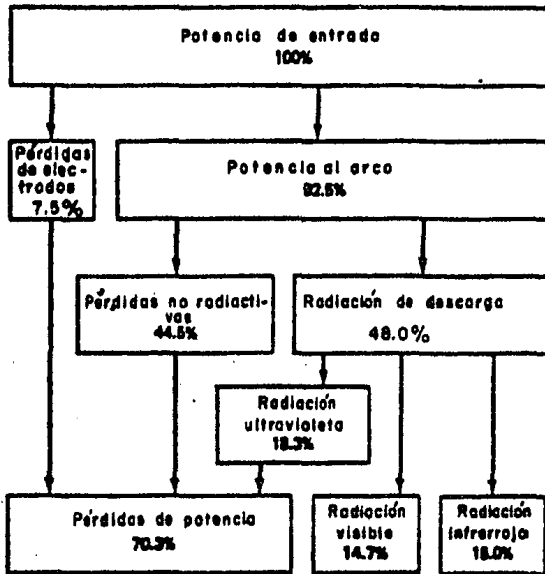 Potencia de entrada
100%
Pérdidas
de elec-
trodos
7.5%
Potencia al arco
92.5%
Pérdidas no radiacti-
vas
44.5%
Radiación de descarga
48.0%
Radiación
ultravioleta
18.3%
Pérdidas de potencia
70.3%
Radiación
visible
14.7%
Radiación
infrerroja
15.0%